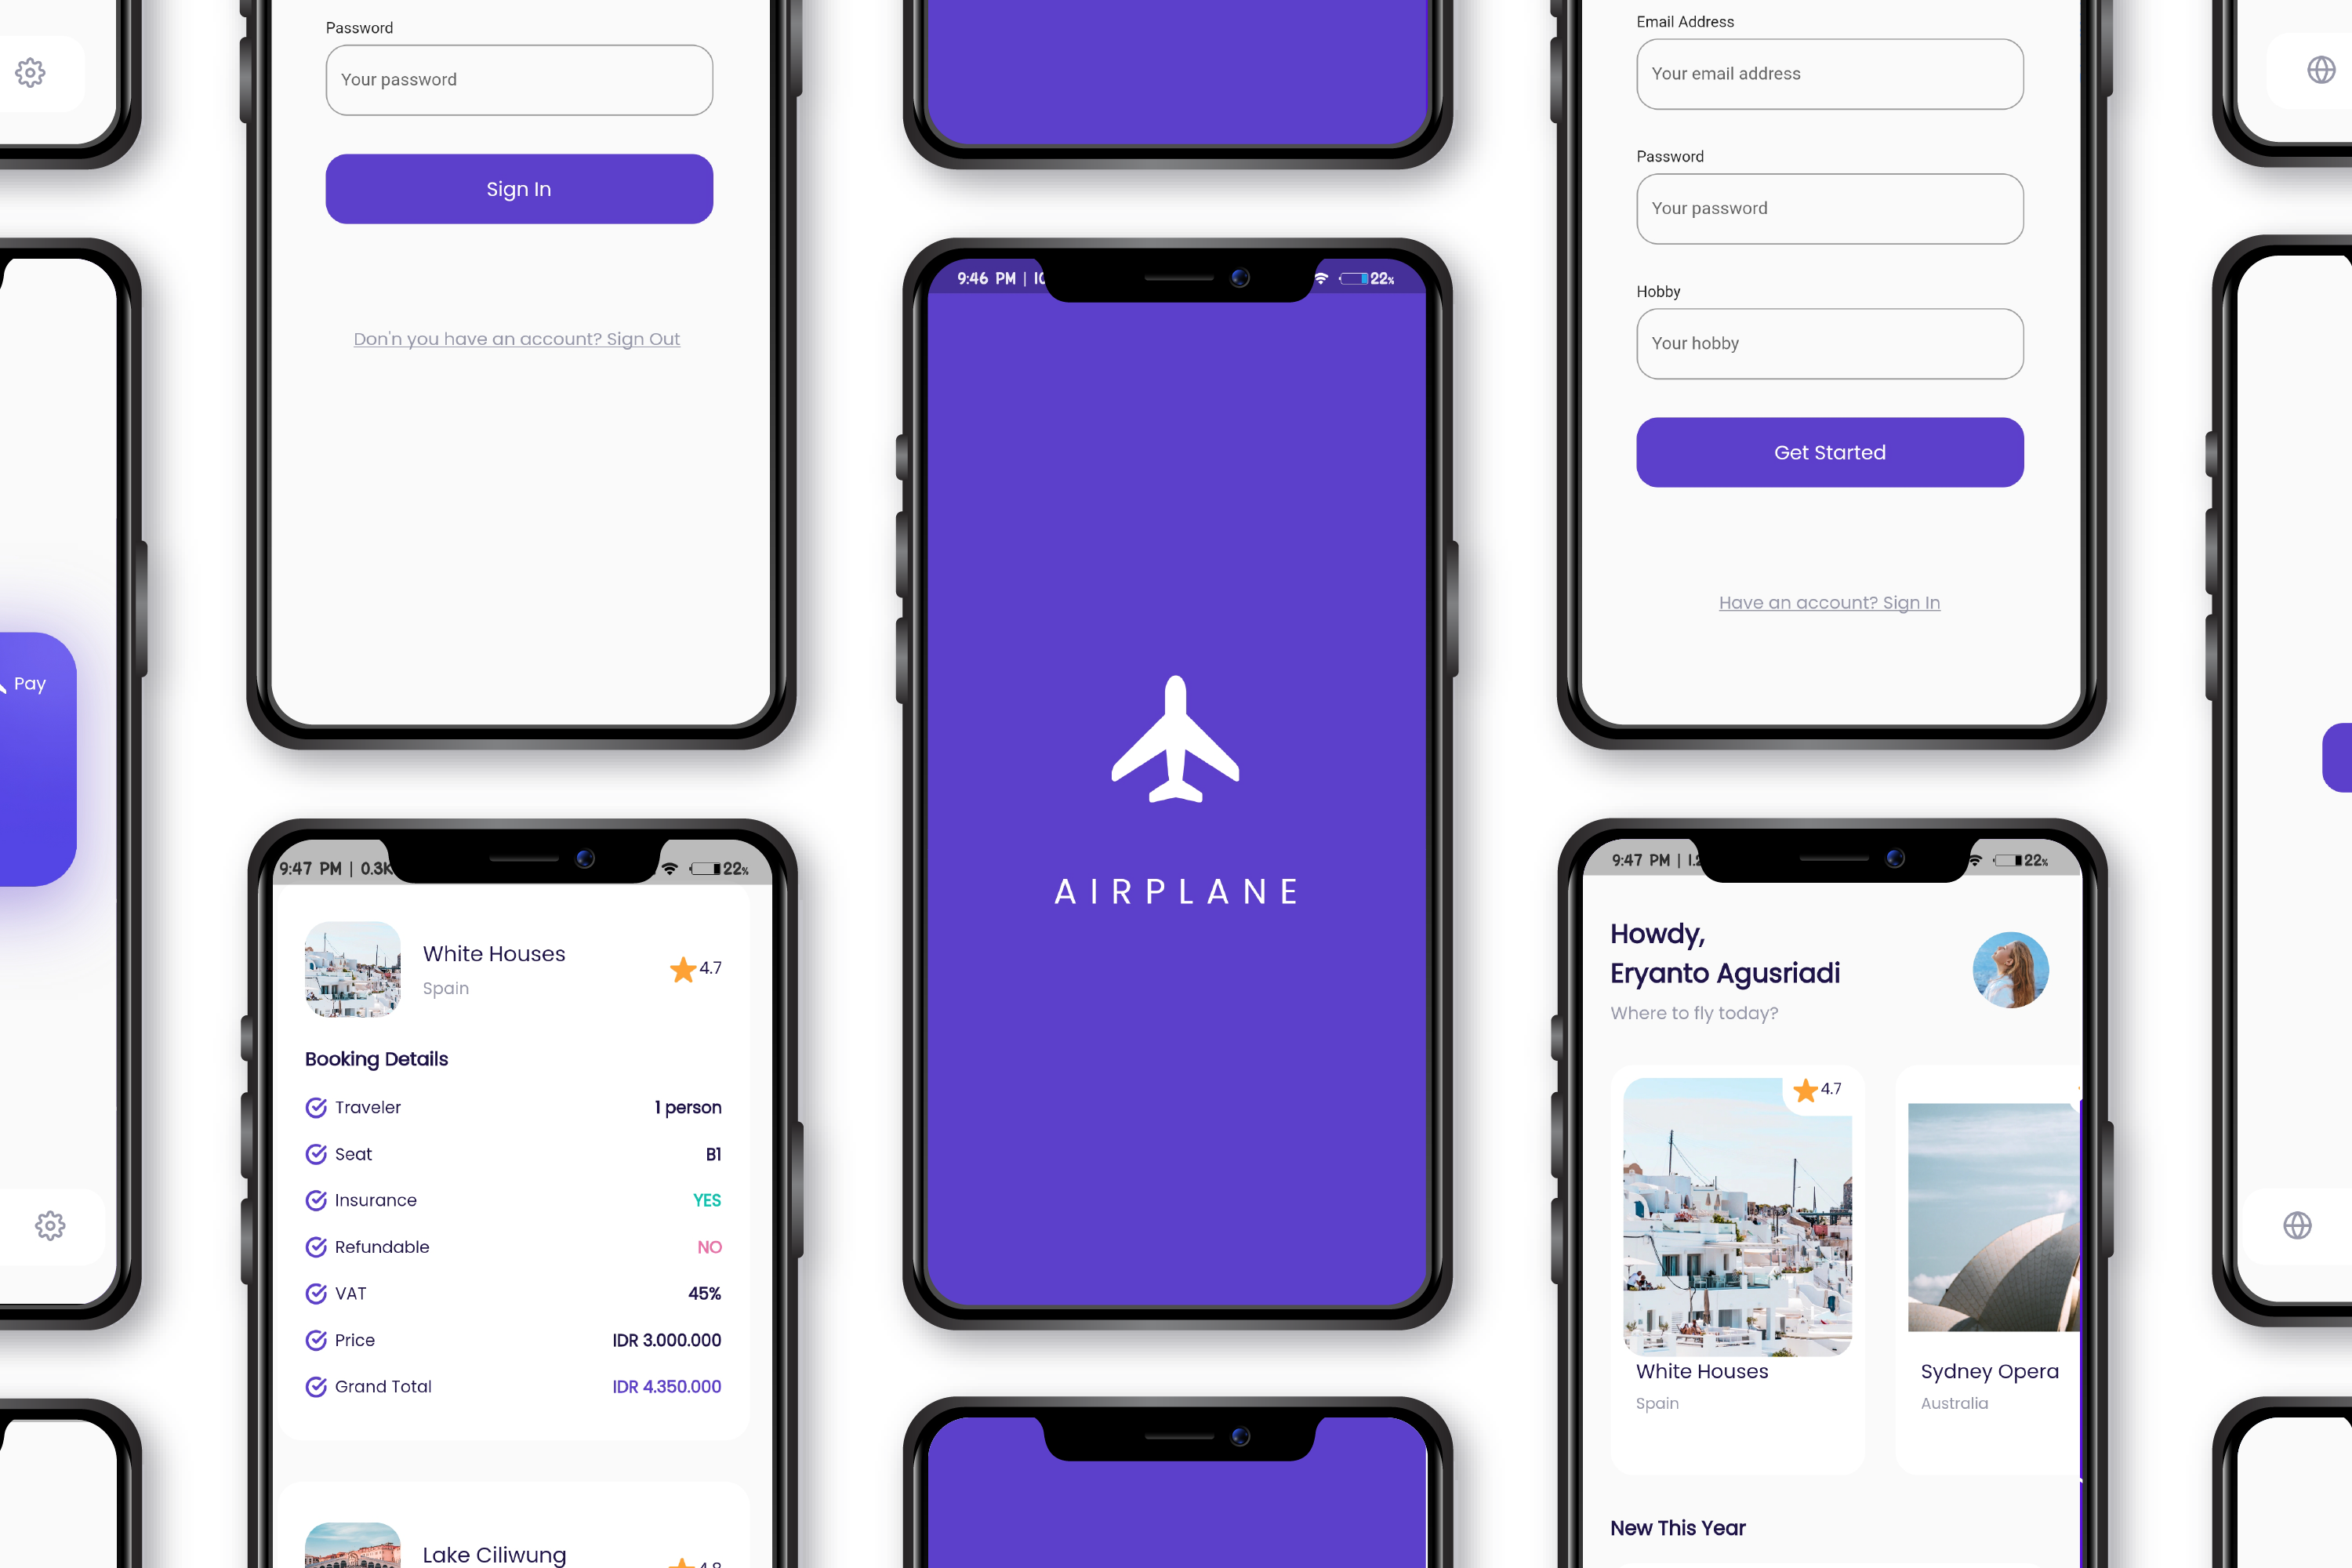 Pay
Password
Your password
Sign In
Don'n you have an account? Sign Out
9:47 PM | 0.3K
22%
White Houses
Spain
4.7
Booking Details
Traveler
1 person
Seat
B1
Insurance
YES
Refundable
NO
VAT
45%
Price
IDR 3.000.000
Grand Total
IDR 4.350.000
Lake Ciliwung
4.8
9:46 PM |
22%
AIRPLANE
Email Address
Your email address
Password
Your password
Hobby
Your hobby
Get Started
Have an account? Sign In
9:47 PM |
22%
Howdy,
Eryanto Agusriadi
Where to fly today?
4.7
White Houses
Spain
Sydney Opera
Australia
New This Year